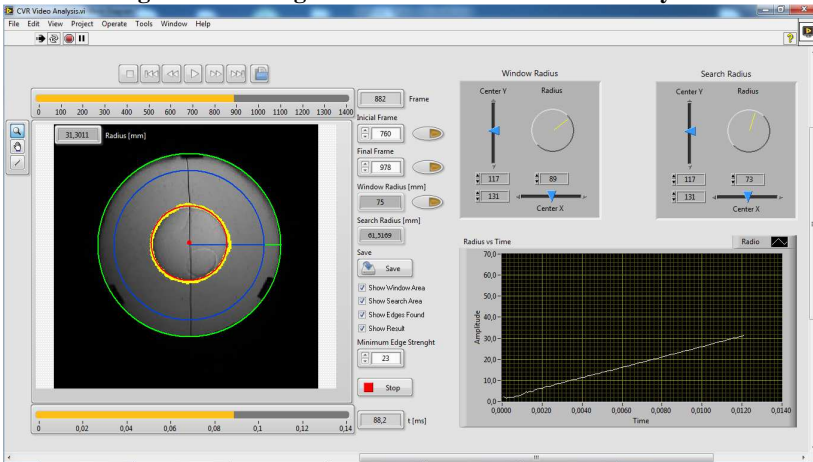 CVR Video Analysis.vi
File Edit View Project Operate Tools Window Help
882 Frame
0 100 200 300 400 500 600 700 800 900 1000 1100 1200 1300 1400
Inicial Frame
760
Final Frame
978
Window Radius [mm]
75
Search Radius [mm]
61,5169
Save
Save
Show Window Area
Show Search Area
Show Edges Found
Show Result
Minimum Edge Strenght
23
Stop
31,3011 Radius [mm]
0 0,02 0,04 0,06 0,08 0,1 0,12 0,14
88,2 t [ms]
Window Radius
Center Y Radius
117 89
131
Center X
Search Radius
Center Y Radius
117 73
131
Center X
Radius vs Time
Radio
70,0
60,0
50,0
40,0
30,0
20,0
10,0
0,0
Amplitude
0,0000 0,0020 0,0040 0,0060 0,0080 0,0100 0,0120 0,0140
Time